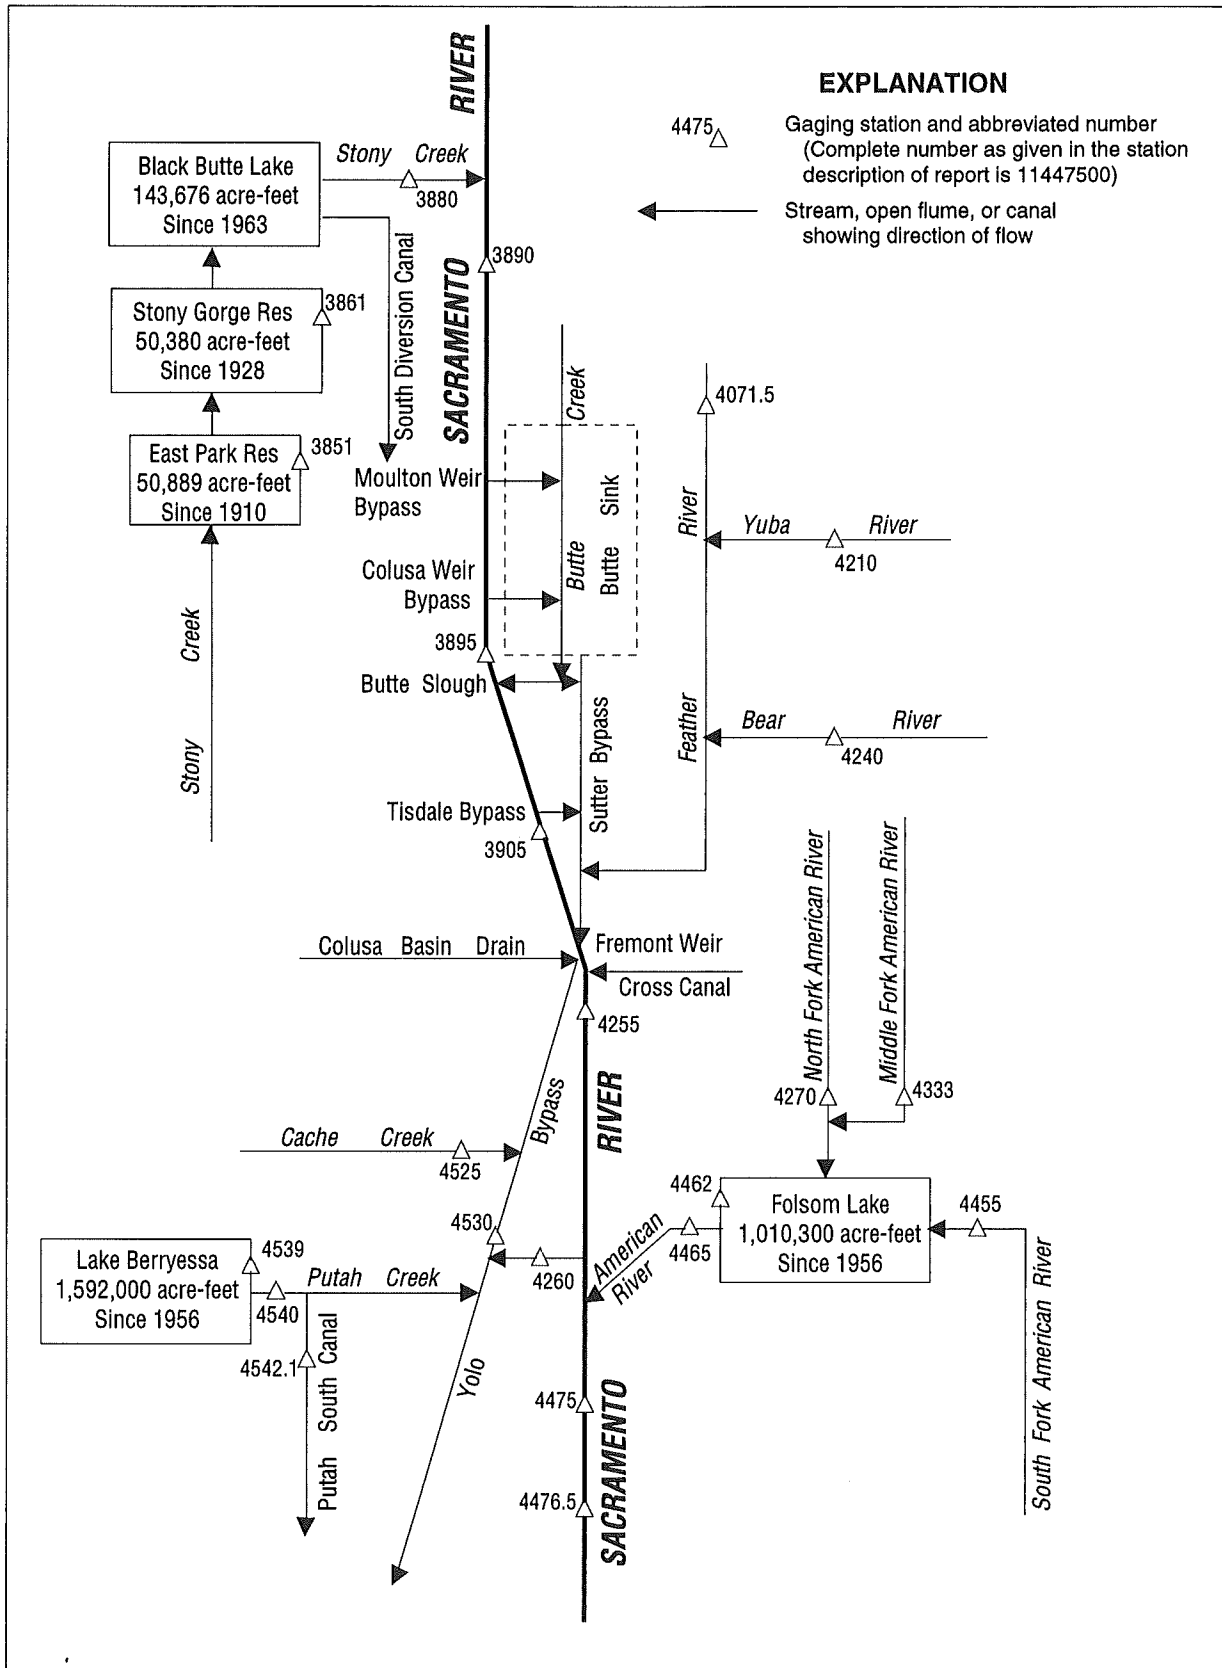 RIVER
EXPLANATION
4475
Gaging station and abbreviated number
(Complete number as given in the station
description of report is 11447500)
Stream, open flume, or canal
showing direction of flow
Black Butte Lake
143,676 acre-feet
Since 1963
Stony Creek
3880
South Diversion Canal
3890
SACRAMENTO
Stony Gorge Res
50,380 acre-feet
Since 1928
3861
East Park Res
50,889 acre-feet
Since 1910
3851
Stony Creek
Moulton Weir
Bypass
Colusa Weir
Bypass
Butte Creek
Butte Sink
3895
Butte Slough
Sutter Bypass
Tisdale Bypass
3905
4071.5
Feather River
Yuba River
4210
Bear River
4240
Colusa Basin Drain
Fremont Weir
Cross Canal
4255
RIVER
North Fork American River
Middle Fork American River
4270
4333
Cache Creek
4525
Yolo Bypass
4530
4260
4462
4465
American
River
Folsom Lake
1,010,300 acre-feet
Since 1956
4455
South Fork American River
Lake Berryessa
1,592,000 acre-feet
Since 1956
4539
4540
Putah Creek
4542.1
Putah South Canal
4475
SACRAMENTO
4476.5